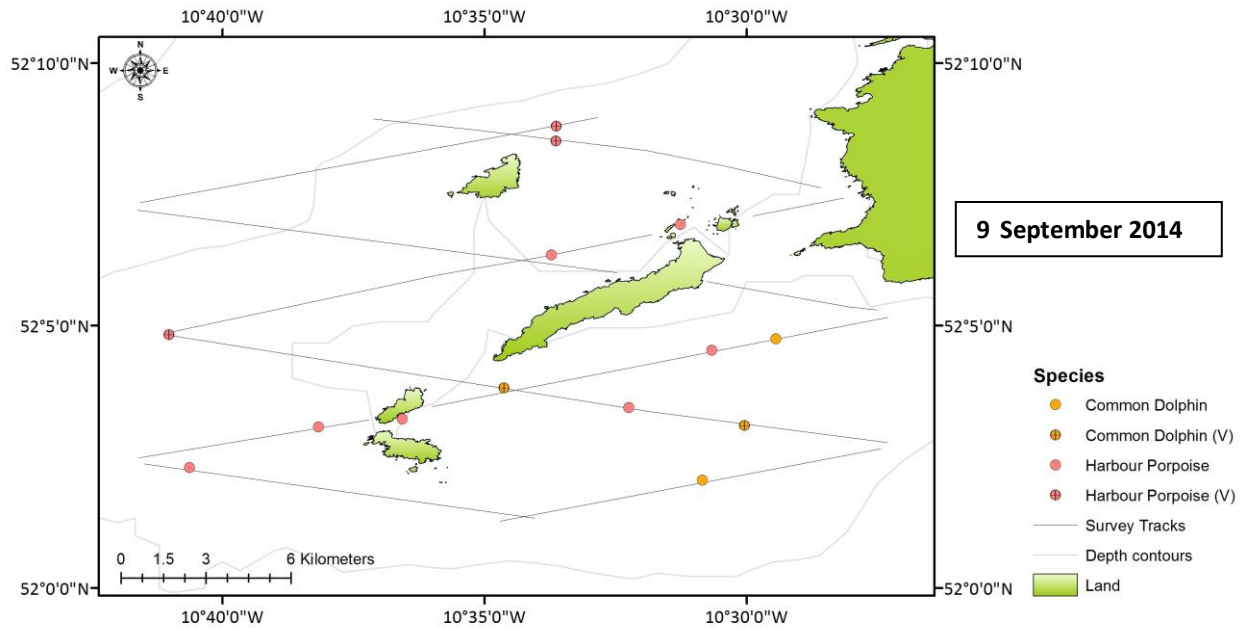 10°40'0"W 10°35'0"W 10°30'0"W
52°10'0"N 52°10'0"N
N
W E
S
9 September 2014
52°5'0"N 52°5'0"N
Species
Common Dolphin
Common Dolphin (V)
Harbour Porpoise
Harbour Porpoise (V)
Survey Tracks
Depth contours
Land
0 1.5 3 6 Kilometers
52°0'0"N 52°0'0"N
10°40'0"W 10°35'0"W 10°30'0"W